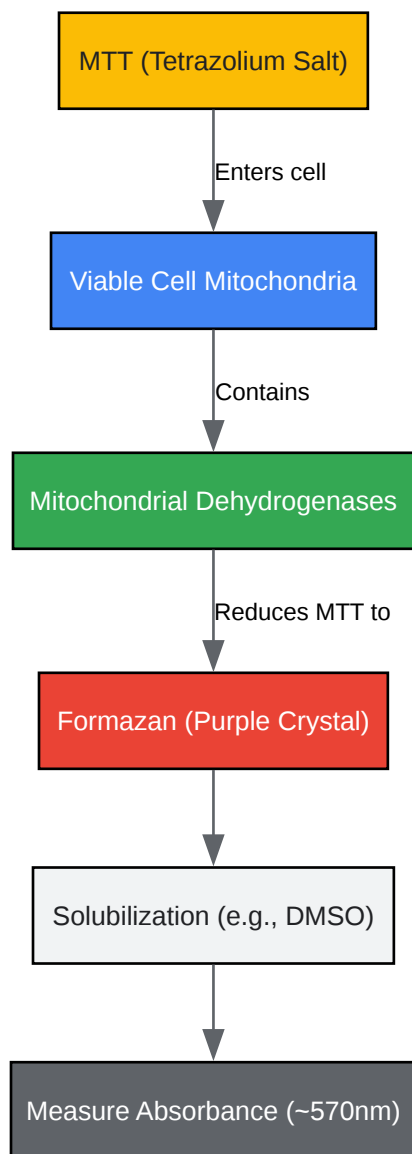 MTT (Tetrazolium Salt)
Enters cell
Viable Cell Mitochondria
Contains
Mitochondrial Dehydrogenases
Reduces MTT to
Formazan (Purple Crystal)
Solubilization (e.g., DMSO)
Measure Absorbance (~570nm)